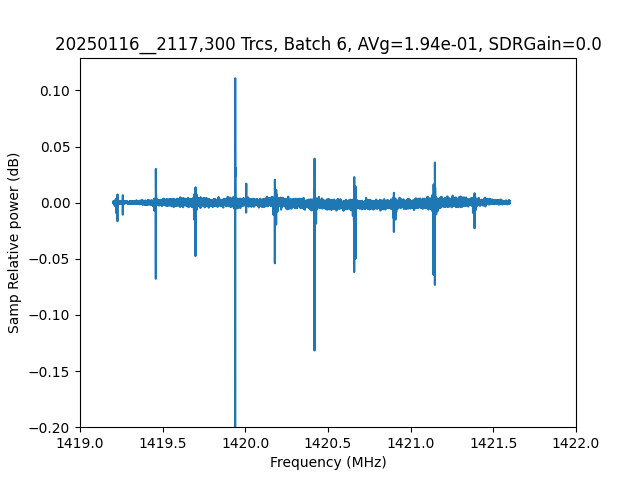 20250116__2117,300 Trcs, Batch 6, AVg=1.94e-01, SDRGain=0.0
Samp Relative power (dB)
0.10
0.05
0.00
−0.05
−0.10
−0.15
−0.20
1419.0 1419.5 1420.0 1420.5 1421.0 1421.5 1422.0
Frequency (MHz)